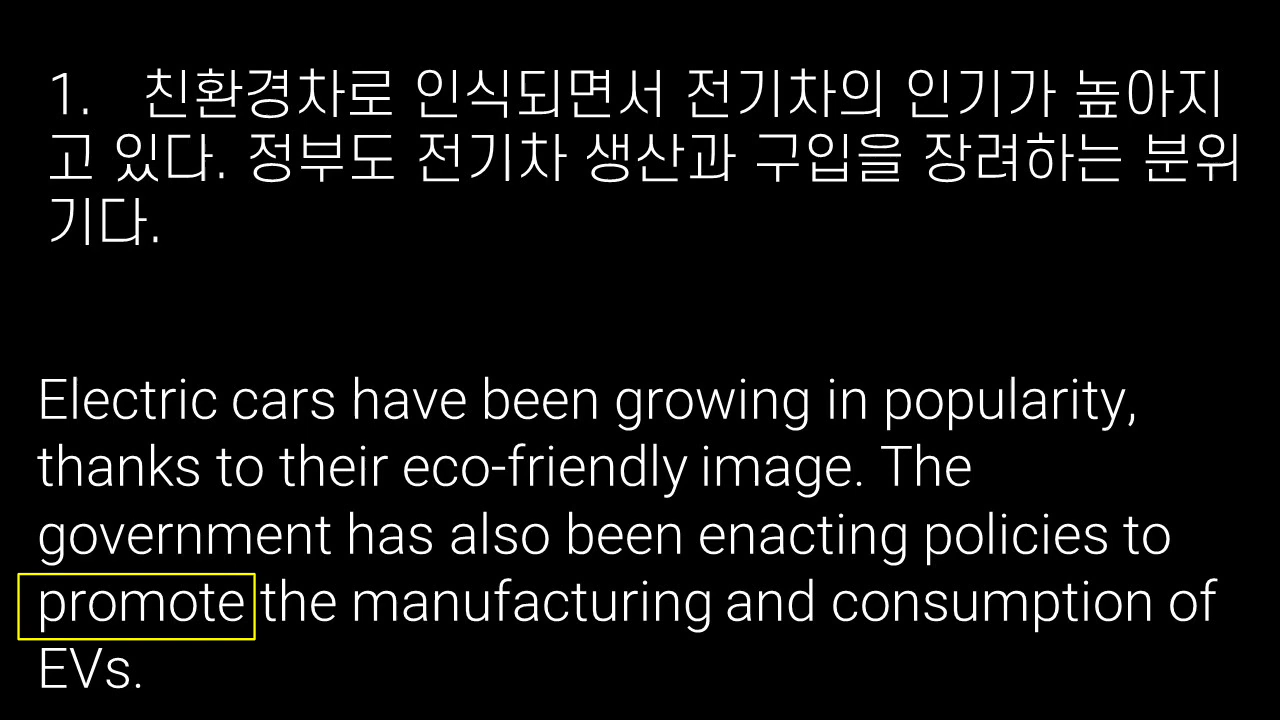 1. 친환경차로 인식되면서 전기차의 인기가 높아지
고 있다. 정부도 전기차 생산과 구입을 장려하는 분위
기다.
Electric cars have been growing in popularity,
thanks to their eco-friendly image. The
government has also been enacting policies to
promote the manufacturing and consumption of
EVs.